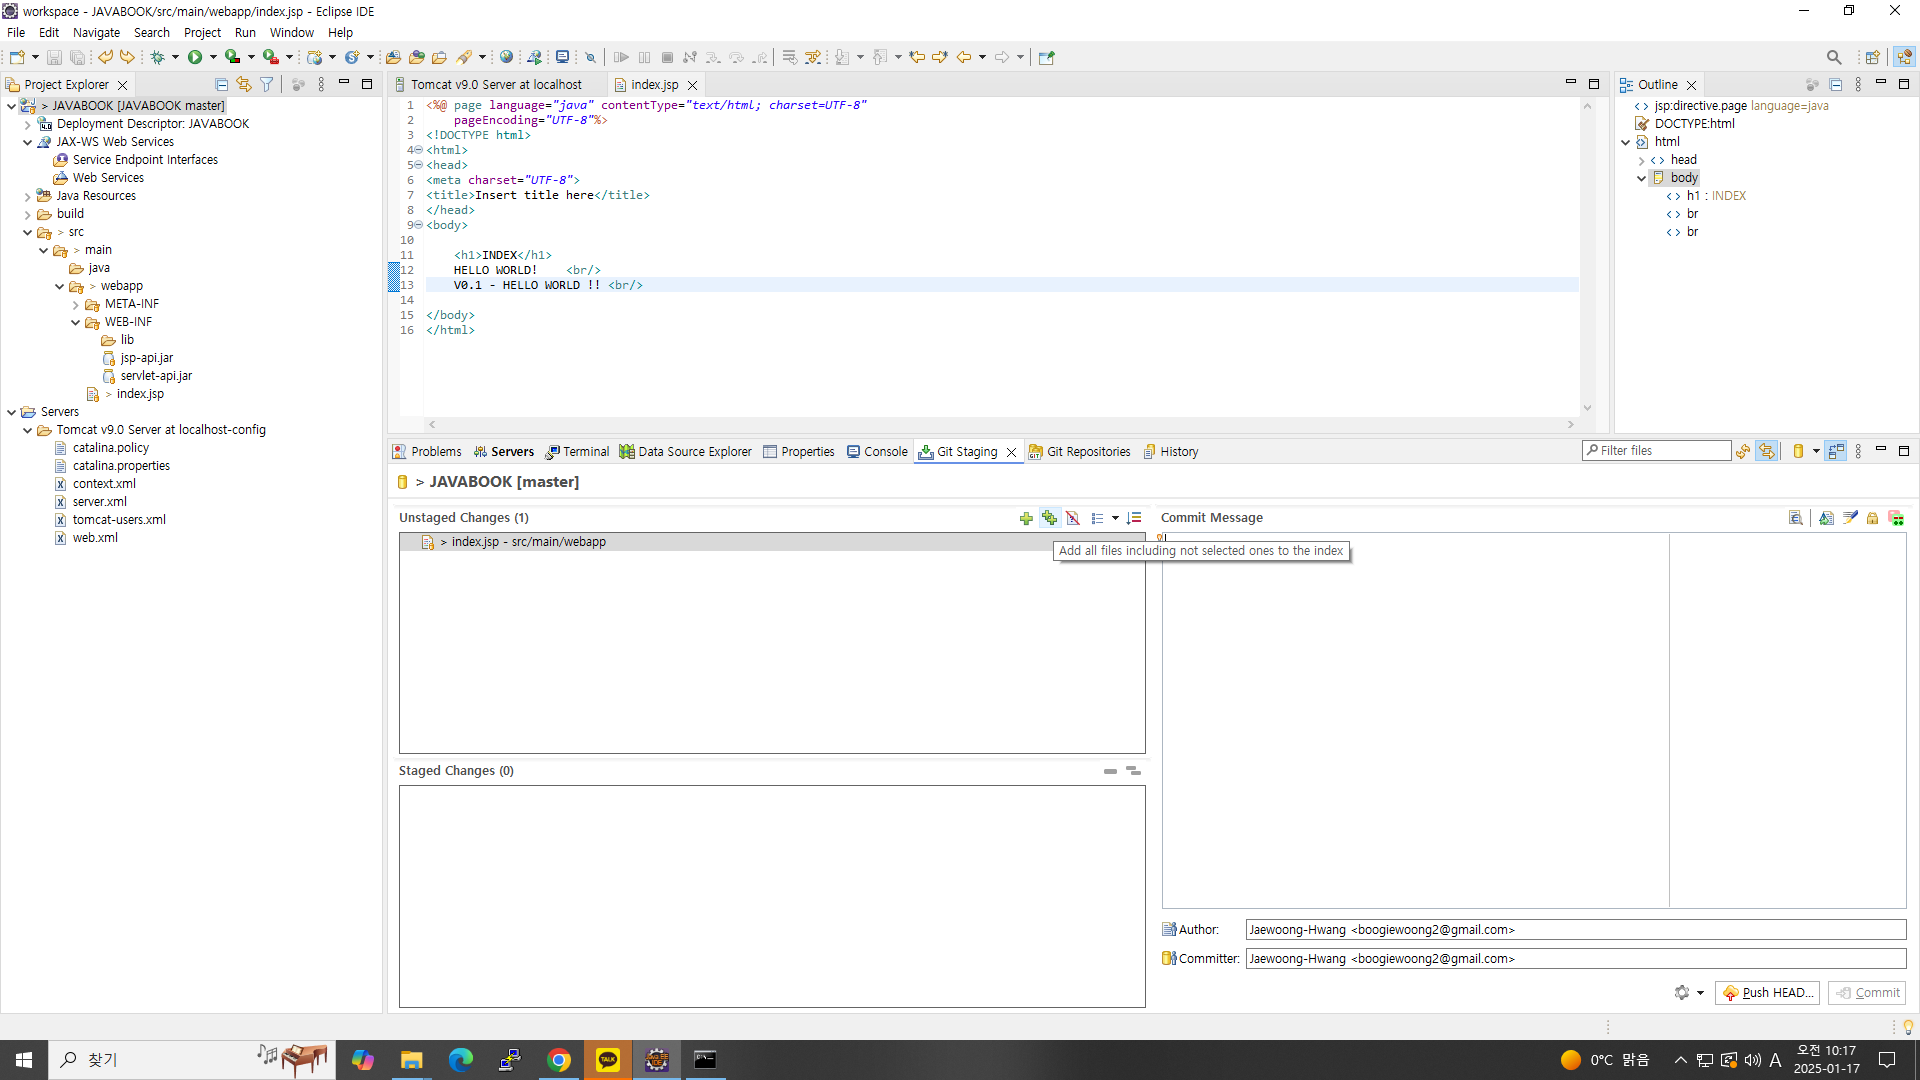 workspace - JAVABOOK/src/main/webapp/index.jsp - Eclipse IDE
File Edit Navigate Search Project Run Window Help
Project Explorer
> JAVABOOK [JAVABOOK master]
Deployment Descriptor: JAVABOOK
JAX-WS Web Services
Service Endpoint Interfaces
Web Services
Java Resources
build
> src
> main
java
> webapp
META-INF
WEB-INF
lib
jsp-api.jar
servlet-api.jar
> index.jsp
Servers
Tomcat v9.0 Server at localhost-config
catalina.policy
catalina.properties
context.xml
server.xml
tomcat-users.xml
web.xml
Tomcat v9.0 Server at localhost index.jsp
1 <%@ page language="java" contentType="text/html; charset=UTF-8"
2 pageEncoding="UTF-8"%>
3 <!DOCTYPE html>
4 <html>
5 <head>
6 <meta charset="UTF-8">
7 <title>Insert title here</title>
8 </head>
9 <body>
10
11 <h1>INDEX</h1>
12 HELLO WORLD! <br/>
13 V0.1 - HELLO WORLD !! <br/>
14
15 </body>
16 </html>
Outline
jsp:directive.page language=java
DOCTYPE:html
html
head
body
h1 : INDEX
br
br
Problems Servers Terminal Data Source Explorer Properties Console Git Staging Git Repositories History
Filter files
> JAVABOOK [master]
Unstaged Changes (1)
> index.jsp - src/main/webapp
Add all files including not selected ones to the index
Staged Changes (0)
Commit Message
Author: Jaewoong-Hwang <boogiewoong2@gmail.com>
Committer: Jaewoong-Hwang <boogiewoong2@gmail.com>
Push HEAD...
Commit
찾기
TALK
Java EE
IDE
0°C 맑음
A
오전 10:17
2025-01-17